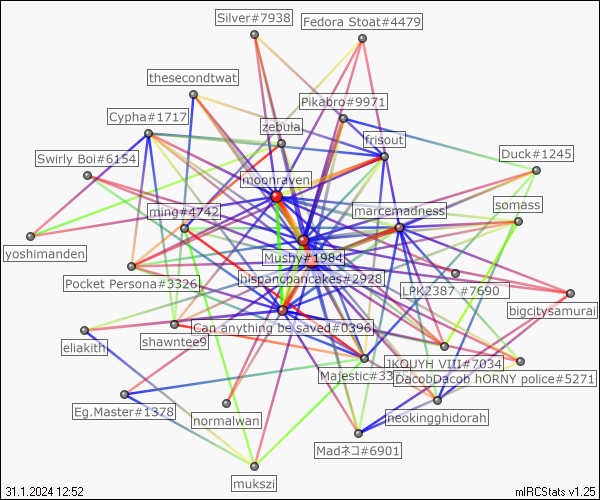 Silver#7938
Fedora Stoat#4479
thesecondtwat
Pikabro#9971
Cypha#1717
zebula
frisout
Duck#1245
Swirly Boi#6154
moonraven
somass
ming#4742
marcemadness
yoshimanden
Mushy#1984
Pocket Persona#3326
hispancpancakes#2928
LPK2387 #7690
bigcitysamurai
Can anything be saved#0396
eliakith
shawntee9
IKQUYH VIII#7034
Majestic#33
DacobDacob hORNY police#5271
Eg.Master#1378
normalwan
neokingghidorah
Madネコ#6901
mukszi
31.1.2024 12:52
mIRCStats v1.25